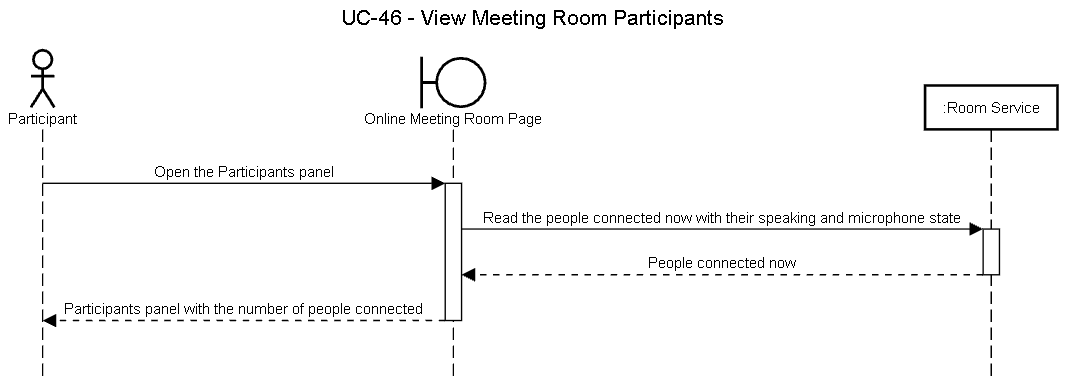 UC-46 - View Meeting Room Participants
Participant
Online Meeting Room Page
:Room Service
Open the Participants panel
Read the people connected now with their speaking and microphone state
People connected now
Participants panel with the number of people connected